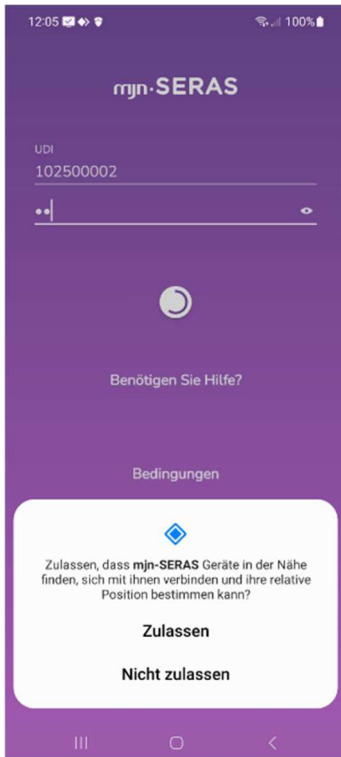 12:05 100%
mjn·SERAS
UDI
102500002
••
Benötigen Sie Hilfe?
Bedingungen
Zulassen, dass mjn-SERAS Geräte in der Nähe
finden, sich mit ihnen verbinden und ihre relative
Position bestimmen kann?
Zulassen
Nicht zulassen